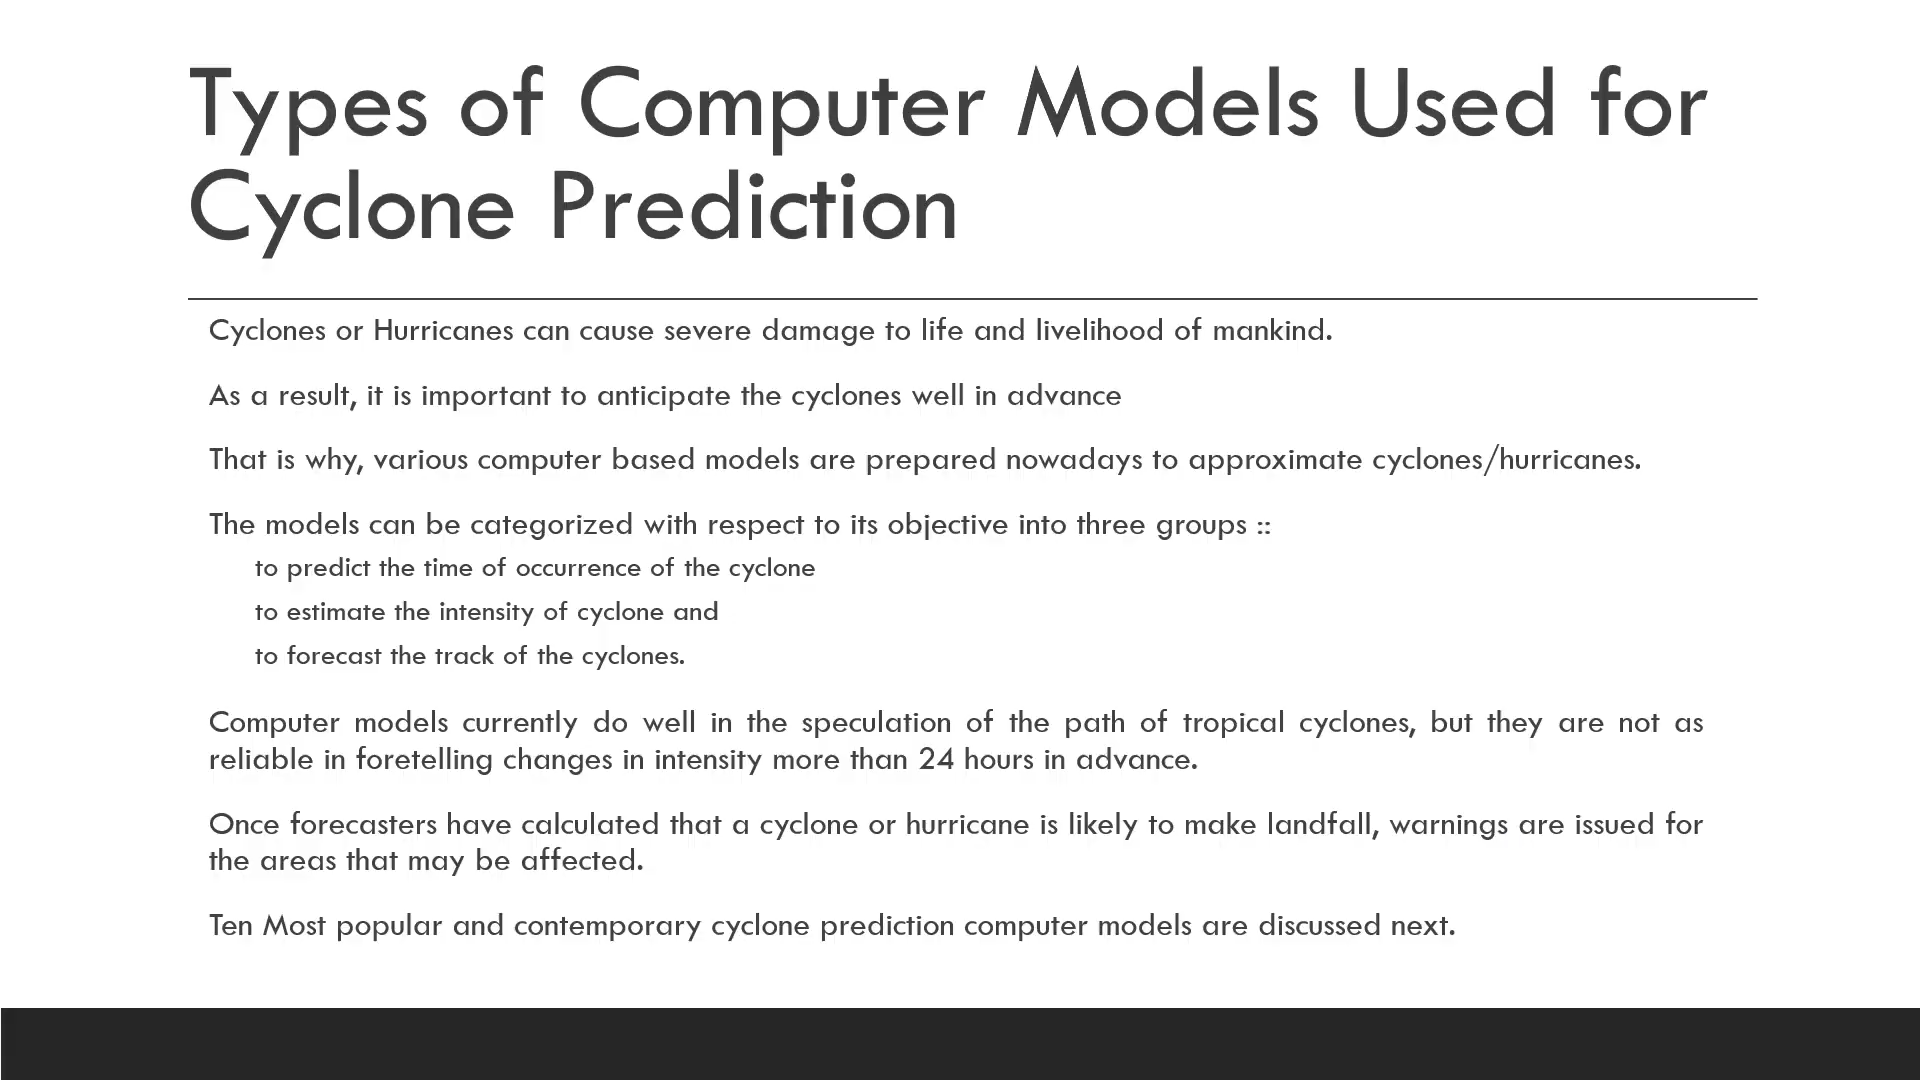 Types of Computer Models Used for
Cyclone Prediction
Cyclones or Hurricanes can cause severe damage to life and livelihood of mankind.
As a result, it is important to anticipate the cyclones well in advance
That is why, various computer based models are prepared nowadays to approximate cyclones/hurricanes.
The models can be categorized with respect to its objective into three groups ::
to predict the time of occurrence of the cyclone
to estimate the intensity of cyclone and
to forecast the track of the cyclones.
Computer models currently do well in the speculation of the path of tropical cyclones, but they are not as
reliable in foretelling changes in intensity more than 24 hours in advance.
Once forecasters have calculated that a cyclone or hurricane is likely to make landfall, warnings are issued for
the areas that may be affected.
Ten Most popular and contemporary cyclone prediction computer models are discussed next.